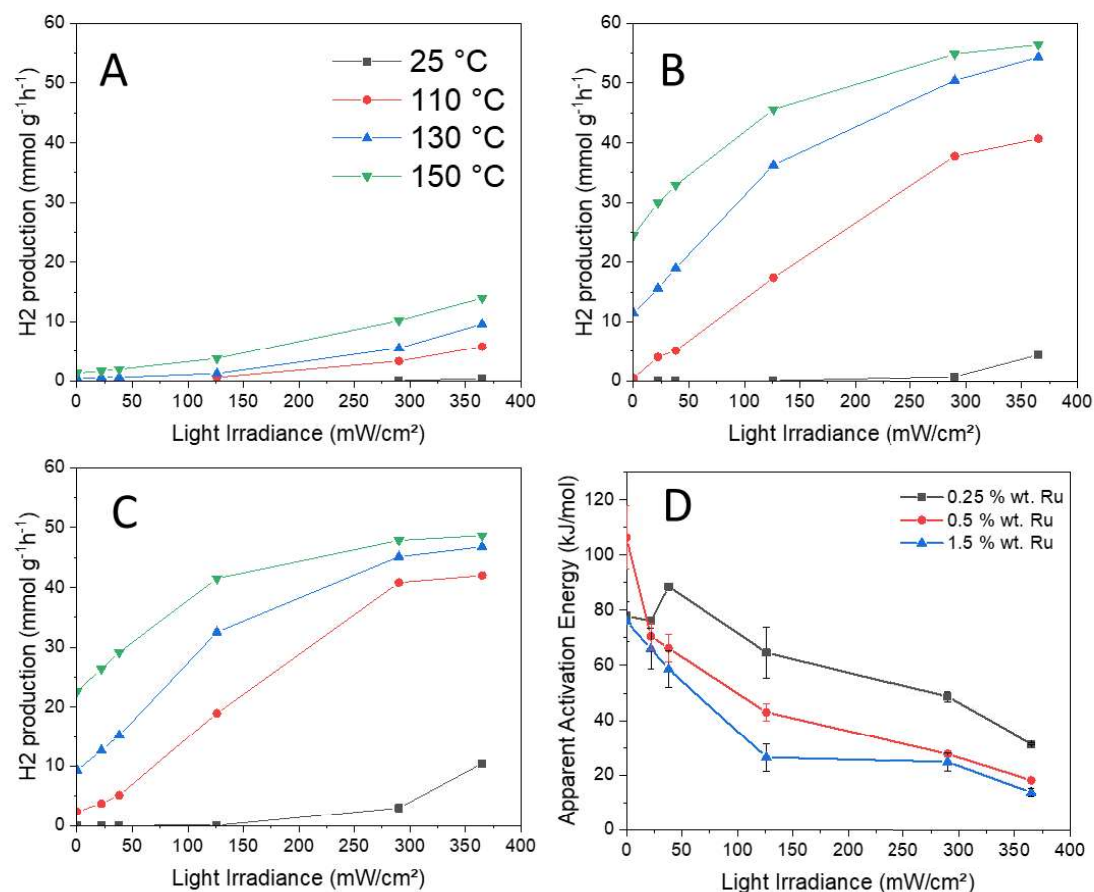 A
25 °C
110 °C
130 °C
150 °C
H2 production (mmol g⁻¹h⁻¹)
60
50
40
30
20
10
0
0 50 100 150 200 250 300 350 400
Light Irradiance (mW/cm²)
B
H2 production (mmol g⁻¹h⁻¹)
60
50
40
30
20
10
0
0 50 100 150 200 250 300 350 400
Light Irradiance (mW/cm²)
C
H2 production (mmol g⁻¹h⁻¹)
60
50
40
30
20
10
0
0 50 100 150 200 250 300 350 400
Light Irradiance (mW/cm²)
D
0.25 % wt. Ru
0.5 % wt. Ru
1.5 % wt. Ru
Apparent Activation Energy (kJ/mol)
120
100
80
60
40
20
0
0 50 100 150 200 250 300 350 400
Light Irradiance (mW/cm²)